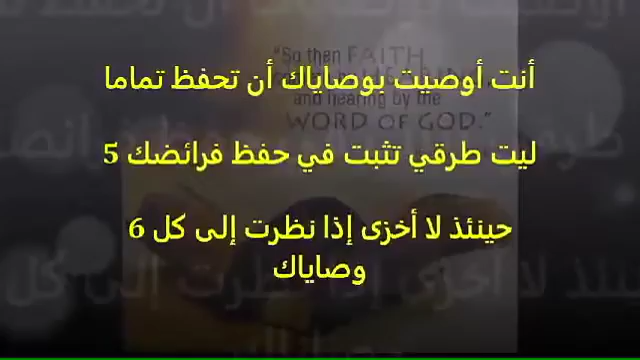 "So then FAITH
أنت أوصيت بوصاياك أن تحفظ تماما
and hearing by the
WORD OF GOD."
ليت طرقي تثبت في حفظ فرائضك 5
حينئذ لا أخزى إذا نظرت إلى كل 6
وصاياك